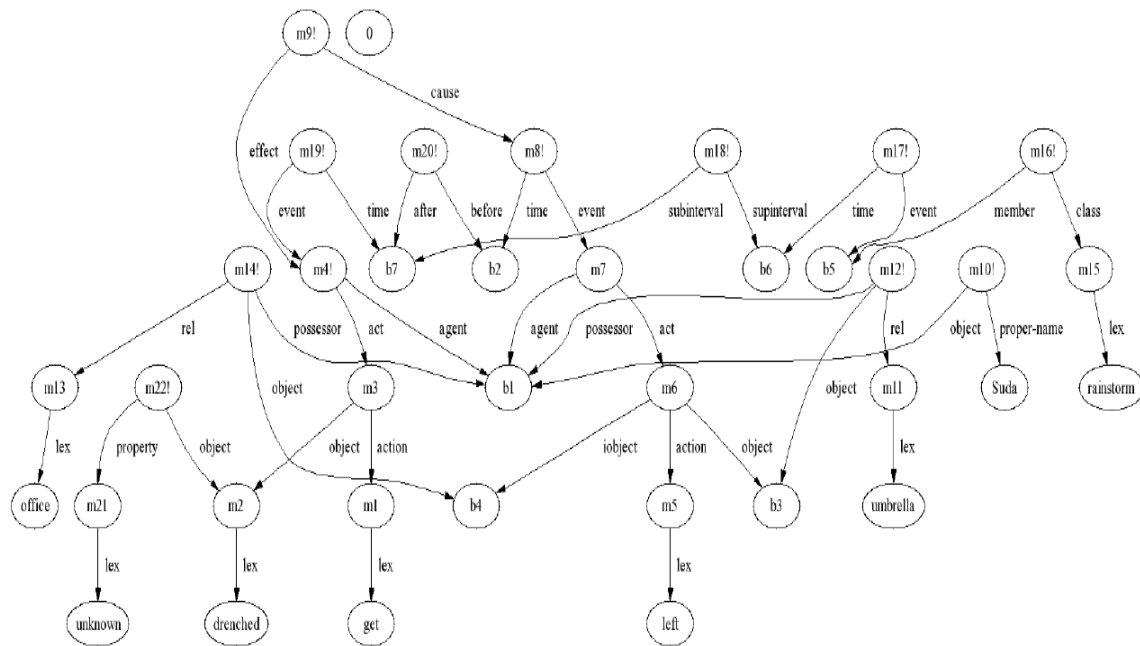 m9! 0
cause
effect m19! m20! m8! m18! m17! m16!
event time after before time event subinterval supinterval time event member class
m14! m4! b7 b2 m7 b6 b5 m12! m10! m15
rel possessor act agent agent possessor act rel object proper-name lex
m13 m22! object m3 b1 m6 object m11 Suda rainstorm
lex property object object action iobject action object lex
office m21 m2 m1 b4 m5 b3 umbrella
lex lex lex lex
unknown drenched get left